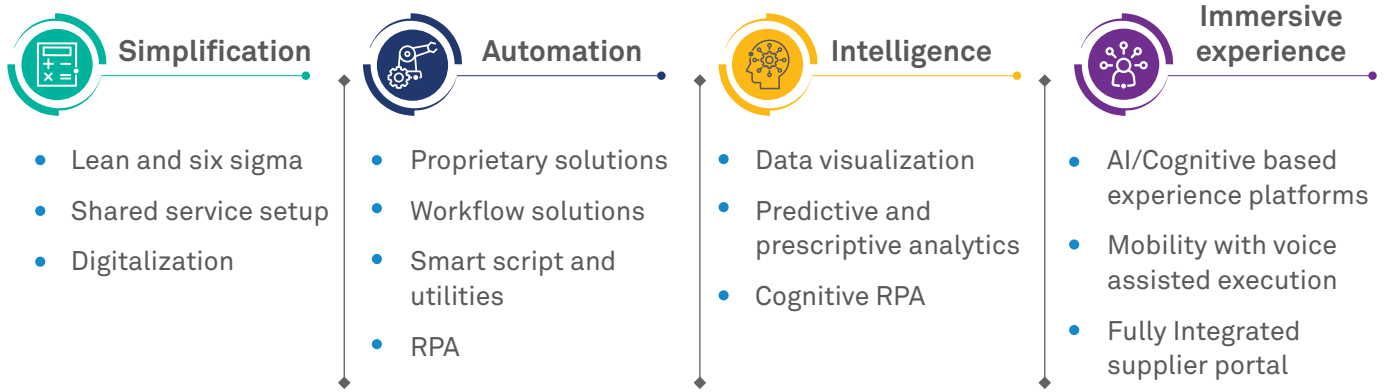 Simplification
Lean and six sigma
Shared service setup
Digitalization
Automation
Proprietary solutions
Workflow solutions
Smart script and
utilities
RPA
Intelligence
Data visualization
Predictive and
prescriptive analytics
Cognitive RPA
Immersive
experience
AI/Cognitive based
experience platforms
Mobility with voice
assisted execution
Fully Integrated
supplier portal